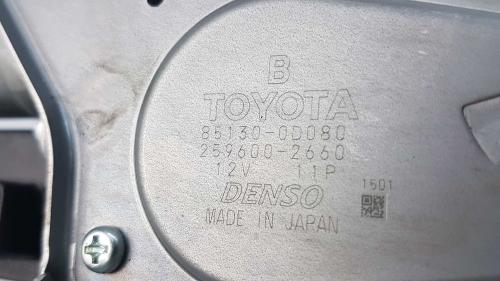 B
TOYOTA
85130-0D080
259600-2660
12V 11P
1501
DENSO
MADE IN JAPAN